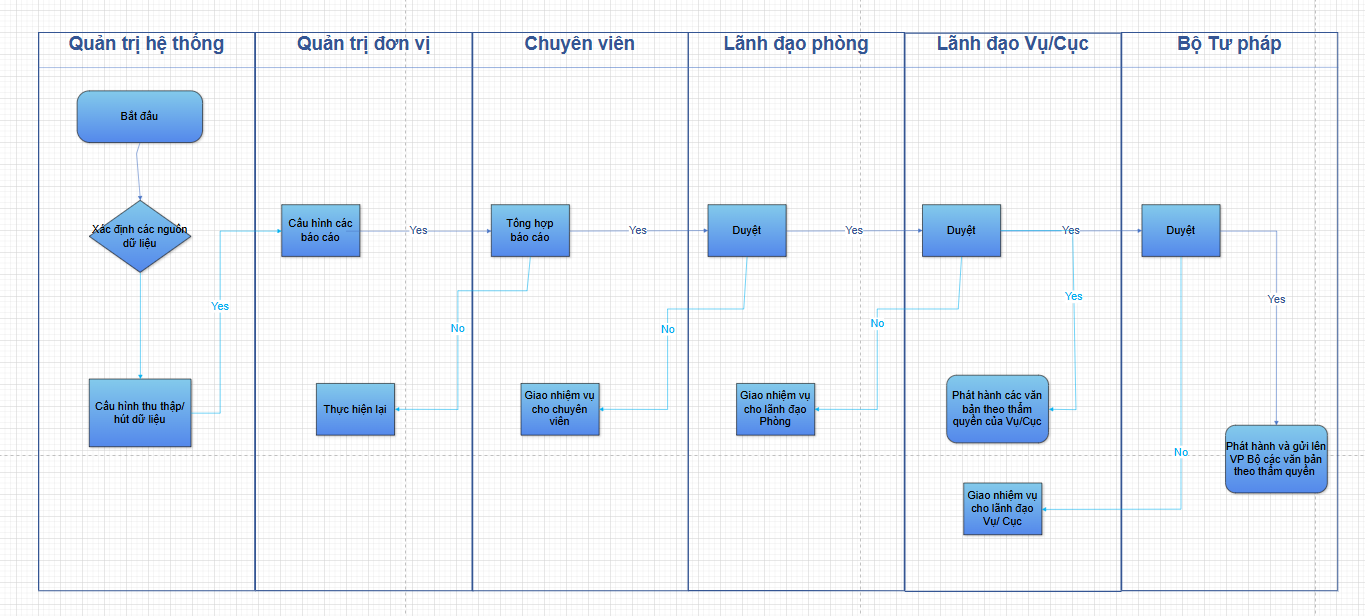 Quản trị hệ thống
Quản trị đơn vị
Chuyên viên
Lãnh đạo phòng
Lãnh đạo Vụ/Cục
Bộ Tư pháp
Bắt đầu
Xác định các nguồn
dữ liệu
Cấu hình thu thập/
hút dữ liệu
Yes
Cấu hình các
báo cáo
Yes
Thực hiện lại
No
Tổng hợp
báo cáo
Yes
Giao nhiệm vụ
cho chuyên
viên
No
Duyệt
Yes
Giao nhiệm vụ
cho lãnh đạo
Phòng
No
Duyệt
Yes
Yes
Phát hành các văn
bản theo thẩm
quyền của Vụ/Cục
Giao nhiệm vụ
cho lãnh đạo
Vụ/ Cục
Duyệt
Yes
No
Phát hành và gửi lên
VP Bộ các văn bản
theo thẩm quyền